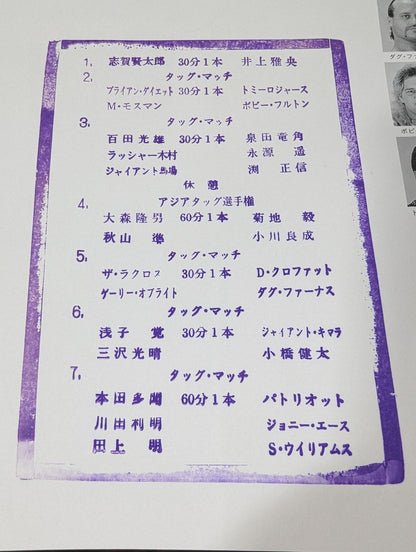 1, 志賀賢太郎 30分1本 井上雅央
2, タッグ・マッチ
ブライアン・ダイエット 30分1本 トミーロジャース
M・モスマン ボビー・フルトン
3, タッグ・マッチ
百田光雄 30分1本 泉田竜角
ラッシャー木村 永源 遥
ジャイアント馬場 渕 正信
休憩
4, アジアタッグ選手権
大森隆男 60分1本 菊地 毅
秋山 準 小川良成
5, タッグ・マッチ
ザ・ラクロス 30分1本 D・クロファット
ゲーリー・オブライト ダグ・ファーナス
6, タッグ・マッチ
浅子 覚 30分1本 ジャイアント・キマラ
三沢光晴 小橋健太
7, タッグ・マッチ
本田多聞 60分1本 パトリオット
川田利明 ジョニー・エース
田上 明 S・ウイリアムス
ダグ・ファ
ボビ